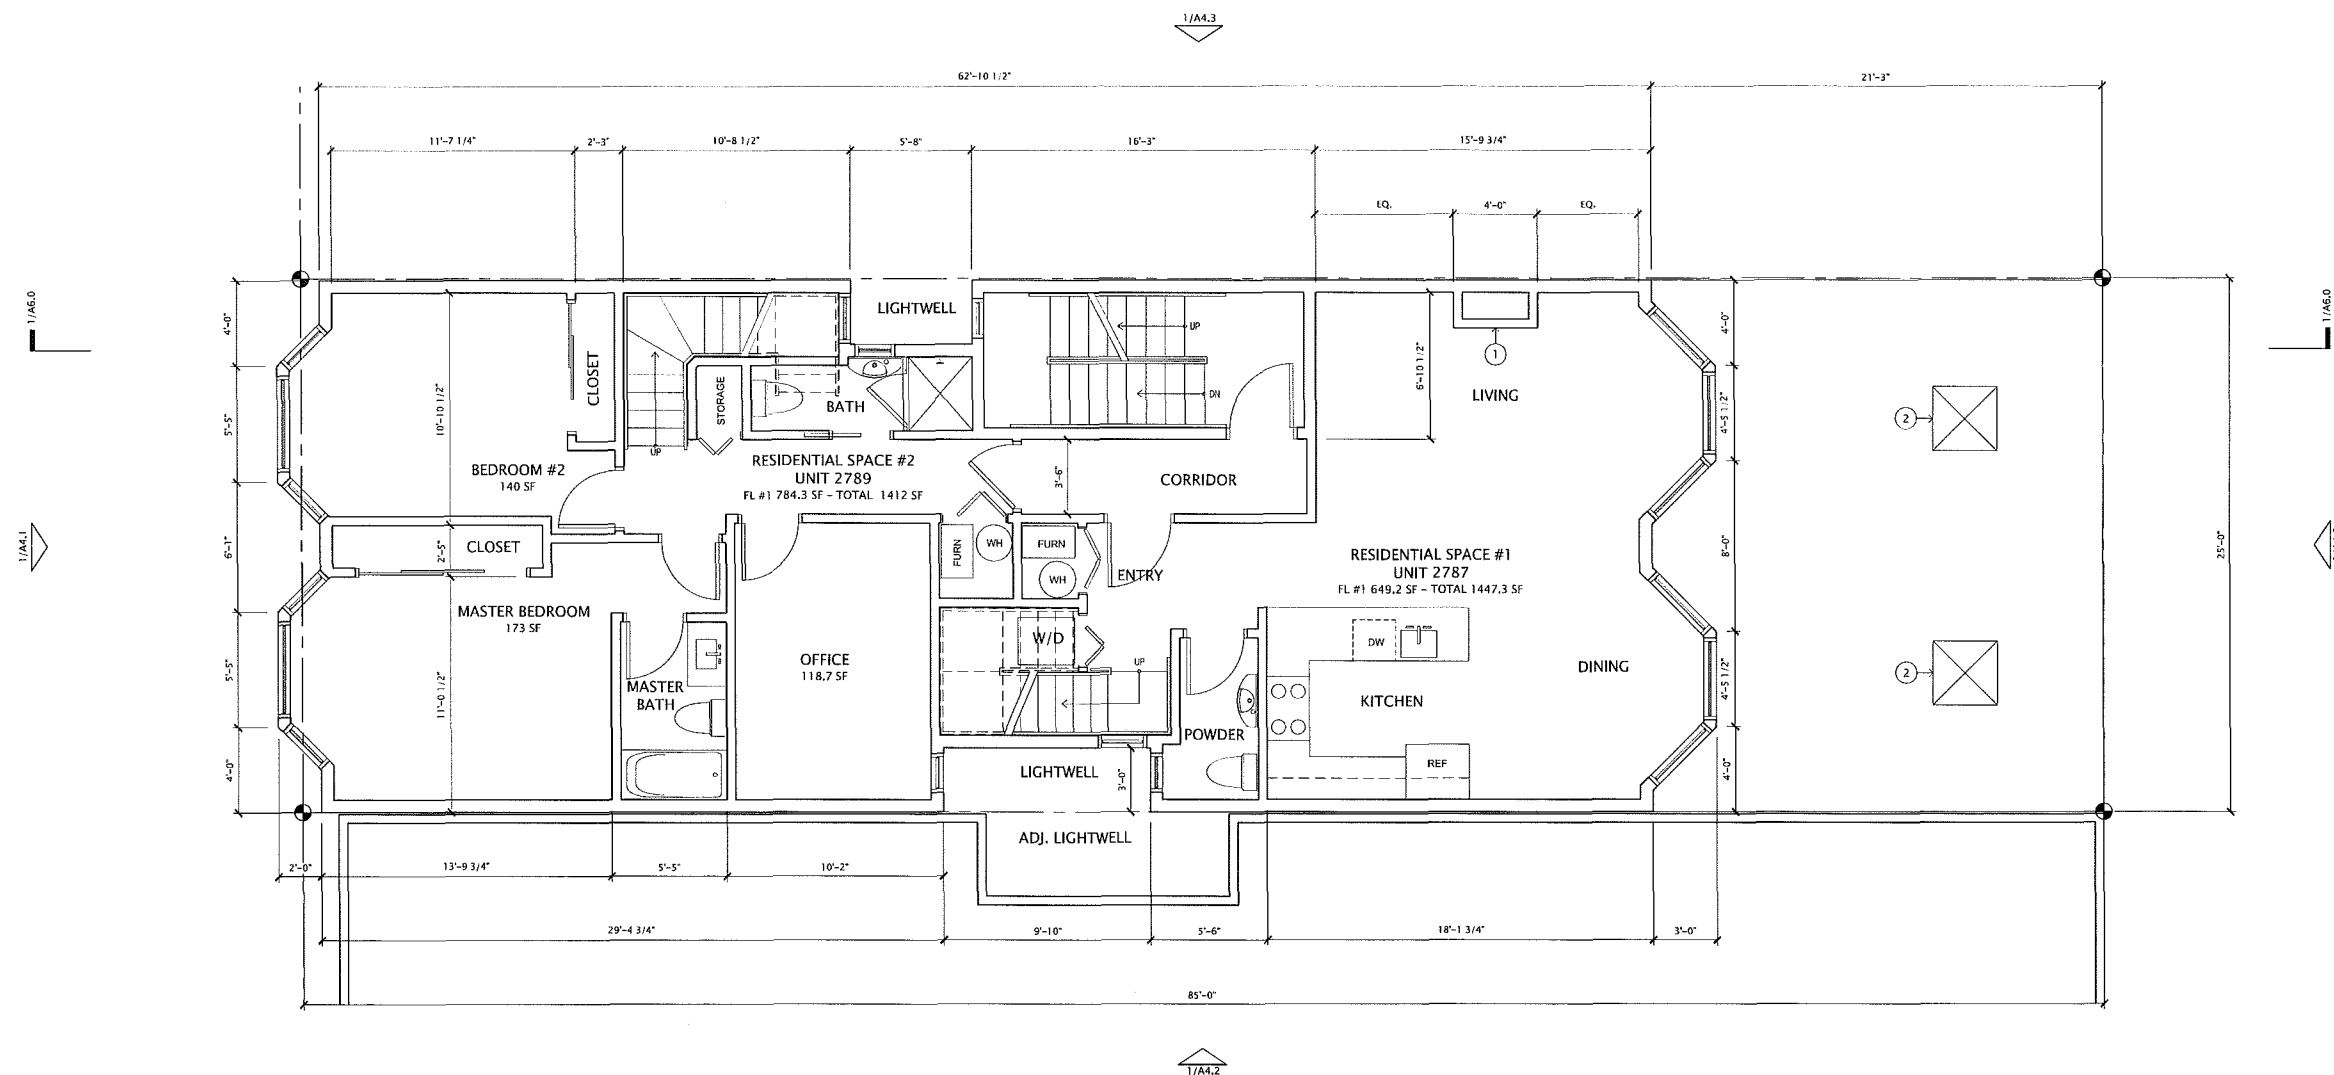 1/A4.3
62'-10 1/2"
21'-3"
11'-7 1/4"
2'-3"
10'-8 1/2"
5'-8"
16'-3"
15'-9 3/4"
EQ.
4'-0"
EQ.
1/A6.0
1/A6.0
4'-0"
LIGHTWELL
UP
4'-0"
1
6'-10 1/2"
CLOSET
LIVING
10'-10 1/2"
STORAGE
DN
5'-5"
BATH
4'-5 1/2"
2
UP
BEDROOM #2
140 SF
RESIDENTIAL SPACE #2
UNIT 2789
FL #1 784.3 SF – TOTAL 1412 SF
3'-6"
CORRIDOR
1/A4.1
6'-1"
2'-5"
CLOSET
FURN
WH
FURN
WH
ENTRY
RESIDENTIAL SPACE #1
UNIT 2787
FL #1 649.2 SF – TOTAL 1447.3 SF
8'-0"
25'-0"
MASTER BEDROOM
173 SF
W/D
DW
OFFICE
118.7 SF
UP
DINING
5'-5"
11'-0 1/2"
MASTER
BATH
KITCHEN
4'-5 1/2"
2
POWDER
REF
4'-0"
LIGHTWELL
3'-0"
4'-0"
ADJ. LIGHTWELL
2'-0"
13'-9 3/4"
5'-5"
10'-2"
29'-4 3/4"
9'-10"
5'-6"
18'-1 3/4"
3'-0"
85'-0"
1/A4.2